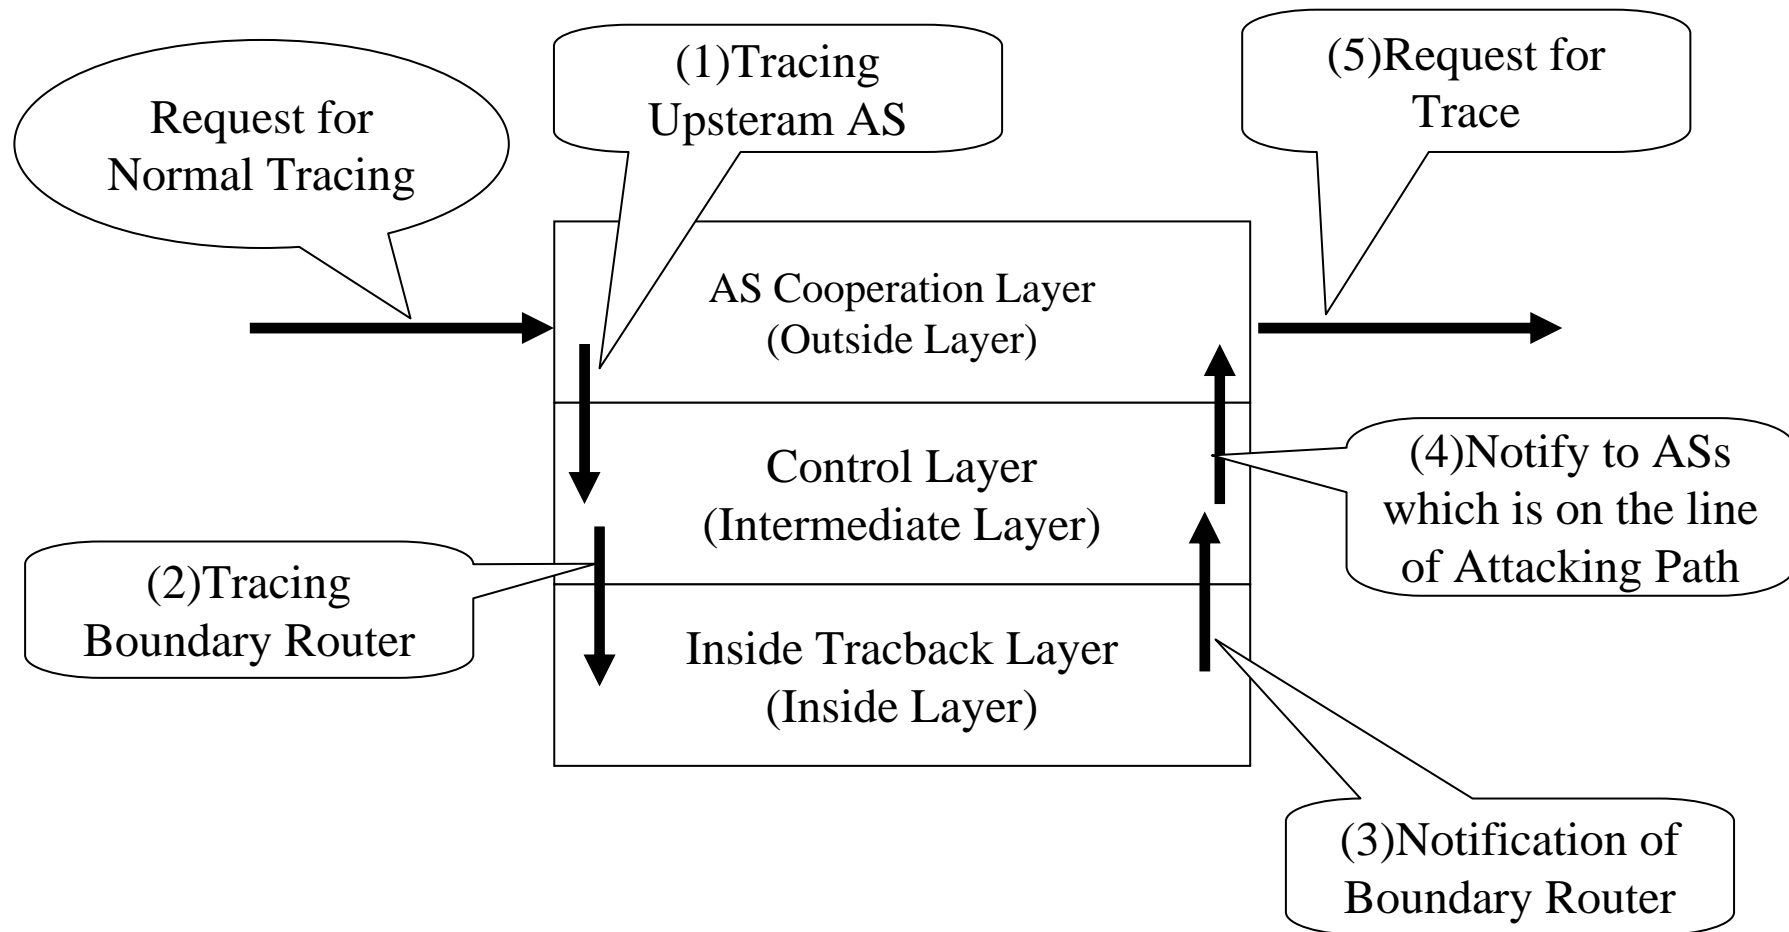 Request for
Normal Tracing
(1)Tracing
Upsteram AS
(5)Request for
Trace
AS Cooperation Layer
(Outside Layer)
Control Layer
(Intermediate Layer)
(4)Notify to ASs
which is on the line
of Attacking Path
(2)Tracing
Boundary Router
Inside Tracback Layer
(Inside Layer)
(3)Notification of
Boundary Router